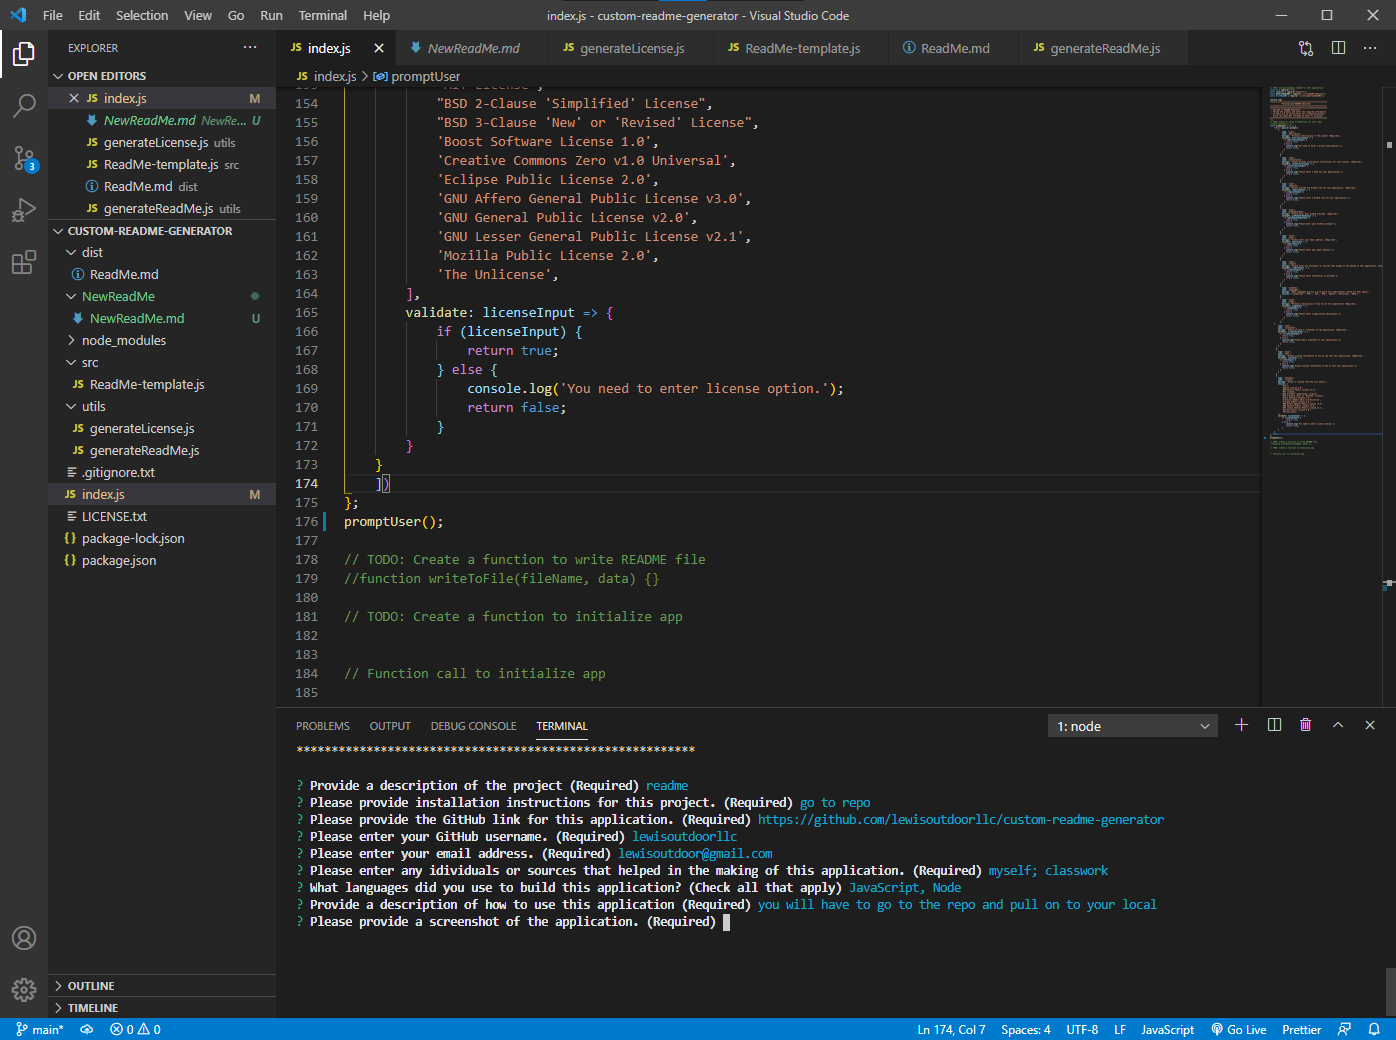 File Edit Selection View Go Run Terminal Help
index.js - custom-readme-generator - Visual Studio Code
EXPLORER
OPEN EDITORS
JS index.js M
NewReadMe.md NewRe... U
JS generateLicense.js utils
JS ReadMe-template.js src
ReadMe.md dist
JS generateReadMe.js utils
CUSTOM-README-GENERATOR
dist
ReadMe.md
NewReadMe
NewReadMe.md U
node_modules
src
JS ReadMe-template.js
utils
JS generateLicense.js
JS generateReadMe.js
.gitignore.txt
JS index.js M
LICENSE.txt
{} package-lock.json
{} package.json
OUTLINE
TIMELINE
3
JS index.js
NewReadMe.md
JS generateLicense.js
JS ReadMe-template.js
ReadMe.md
JS generateReadMe.js
JS index.js > promptUser
154 "BSD 2-Clause 'Simplified' License",
155 "BSD 3-Clause 'New' or 'Revised' License",
156 'Boost Software License 1.0',
157 'Creative Commons Zero v1.0 Universal',
158 'Eclipse Public License 2.0',
159 'GNU Affero General Public License v3.0',
160 'GNU General Public License v2.0',
161 'GNU Lesser General Public License v2.1',
162 'Mozilla Public License 2.0',
163 'The Unlicense',
164 ],
165 validate: licenseInput => {
166 if (licenseInput) {
167 return true;
168 } else {
169 console.log('You need to enter license option.');
170 return false;
171 }
172 }
173 }
174 ])
175 };
176 promptUser();
177
178 // TODO: Create a function to write README file
179 //function writeToFile(fileName, data) {}
180
181 // TODO: Create a function to initialize app
182
183
184 // Function call to initialize app
185
PROBLEMS OUTPUT DEBUG CONSOLE TERMINAL
1: node
*********************************************************
? Provide a description of the project (Required) readme
? Please provide installation instructions for this project. (Required) go to repo
? Please provide the GitHub link for this application. (Required) https://github.com/lewisoutdoorllc/custom-readme-generator
? Please enter your GitHub username. (Required) lewisoutdoorllc
? Please enter your email address. (Required) lewisoutdoor@gmail.com
? Please enter any idividuals or sources that helped in the making of this application. (Required) myself; classwork
? What languages did you use to build this application? (Check all that apply) JavaScript, Node
? Provide a description of how to use this application (Required) you will have to go to the repo and pull on to your local
? Please provide a screenshot of the application. (Required)
main* 0 0
Ln 174, Col 7 Spaces: 4 UTF-8 LF JavaScript Go Live Prettier